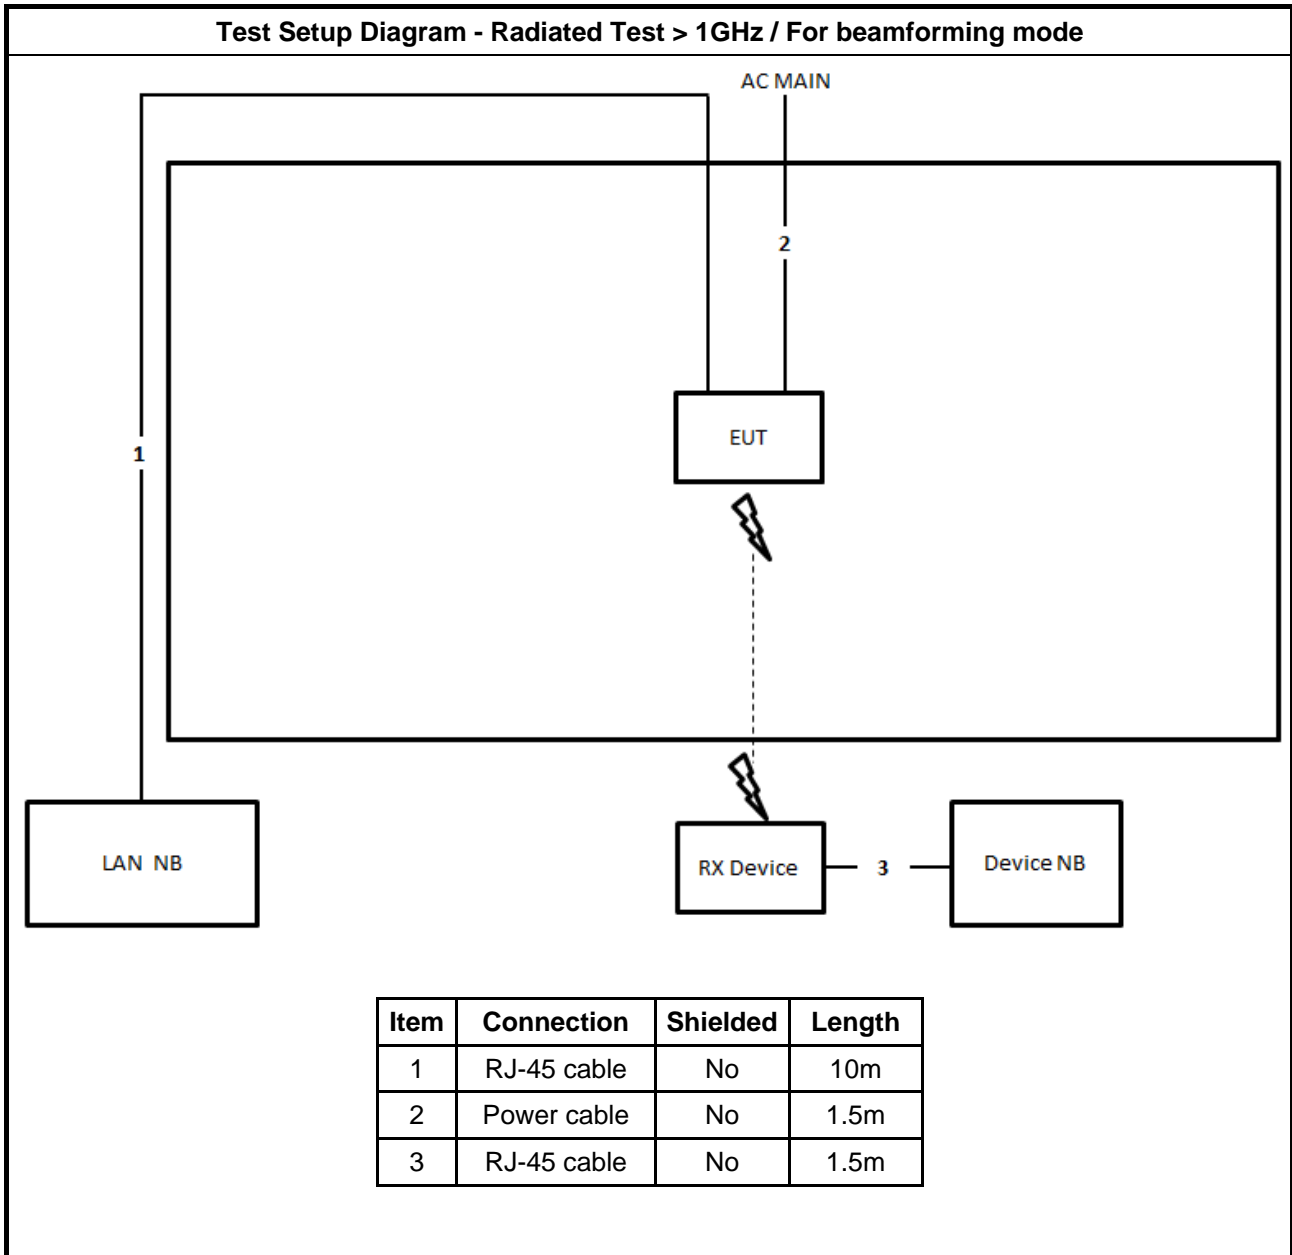 Test Setup Diagram - Radiated Test > 1GHz / For beamforming mode
AC MAIN
2
EUT
1
LAN NB
RX Device
3
Device NB
Item Connection Shielded Length
1 RJ-45 cable No 10m
2 Power cable No 1.5m
3 RJ-45 cable No 1.5m